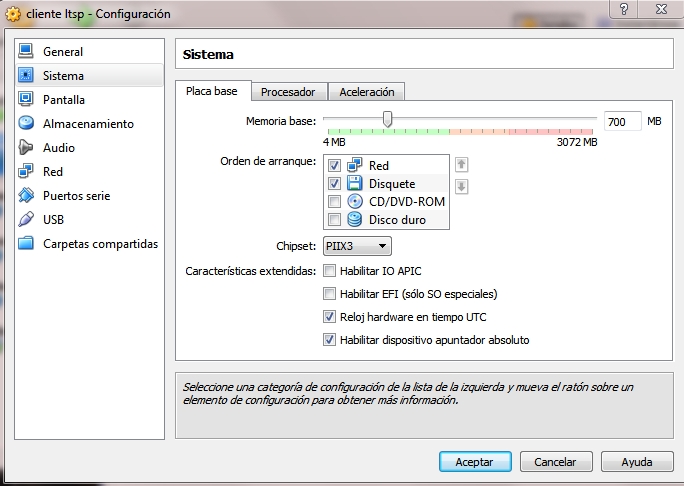 cliente ltsp - Configuración
General
Sistema
Pantalla
Almacenamiento
Audio
Red
Puertos serie
USB
Carpetas compartidas
Sistema
Placa base Procesador Aceleración
Memoria base: 700 MB
4 MB 3072 MB
Orden de arranque: Red
Disquete
CD/DVD-ROM
Disco duro
Chipset: PIIX3
Características extendidas: Habilitar IO APIC
Habilitar EFI (sólo SO especiales)
Reloj hardware en tiempo UTC
Habilitar dispositivo apuntador absoluto
Seleccione una categoría de configuración de la lista de la izquierda y mueva el ratón sobre un
elemento de configuración para obtener más información.
Aceptar Cancelar Ayuda